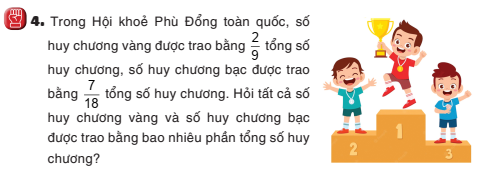 4. Trong Hội khoẻ Phù Đổng toàn quốc, số
huy chương vàng được trao bằng 2/9 tổng số
huy chương, số huy chương bạc được trao
bằng 7/18 tổng số huy chương. Hỏi tất cả số
huy chương vàng và số huy chương bạc
được trao bằng bao nhiêu phần tổng số huy
chương?
1
2
3